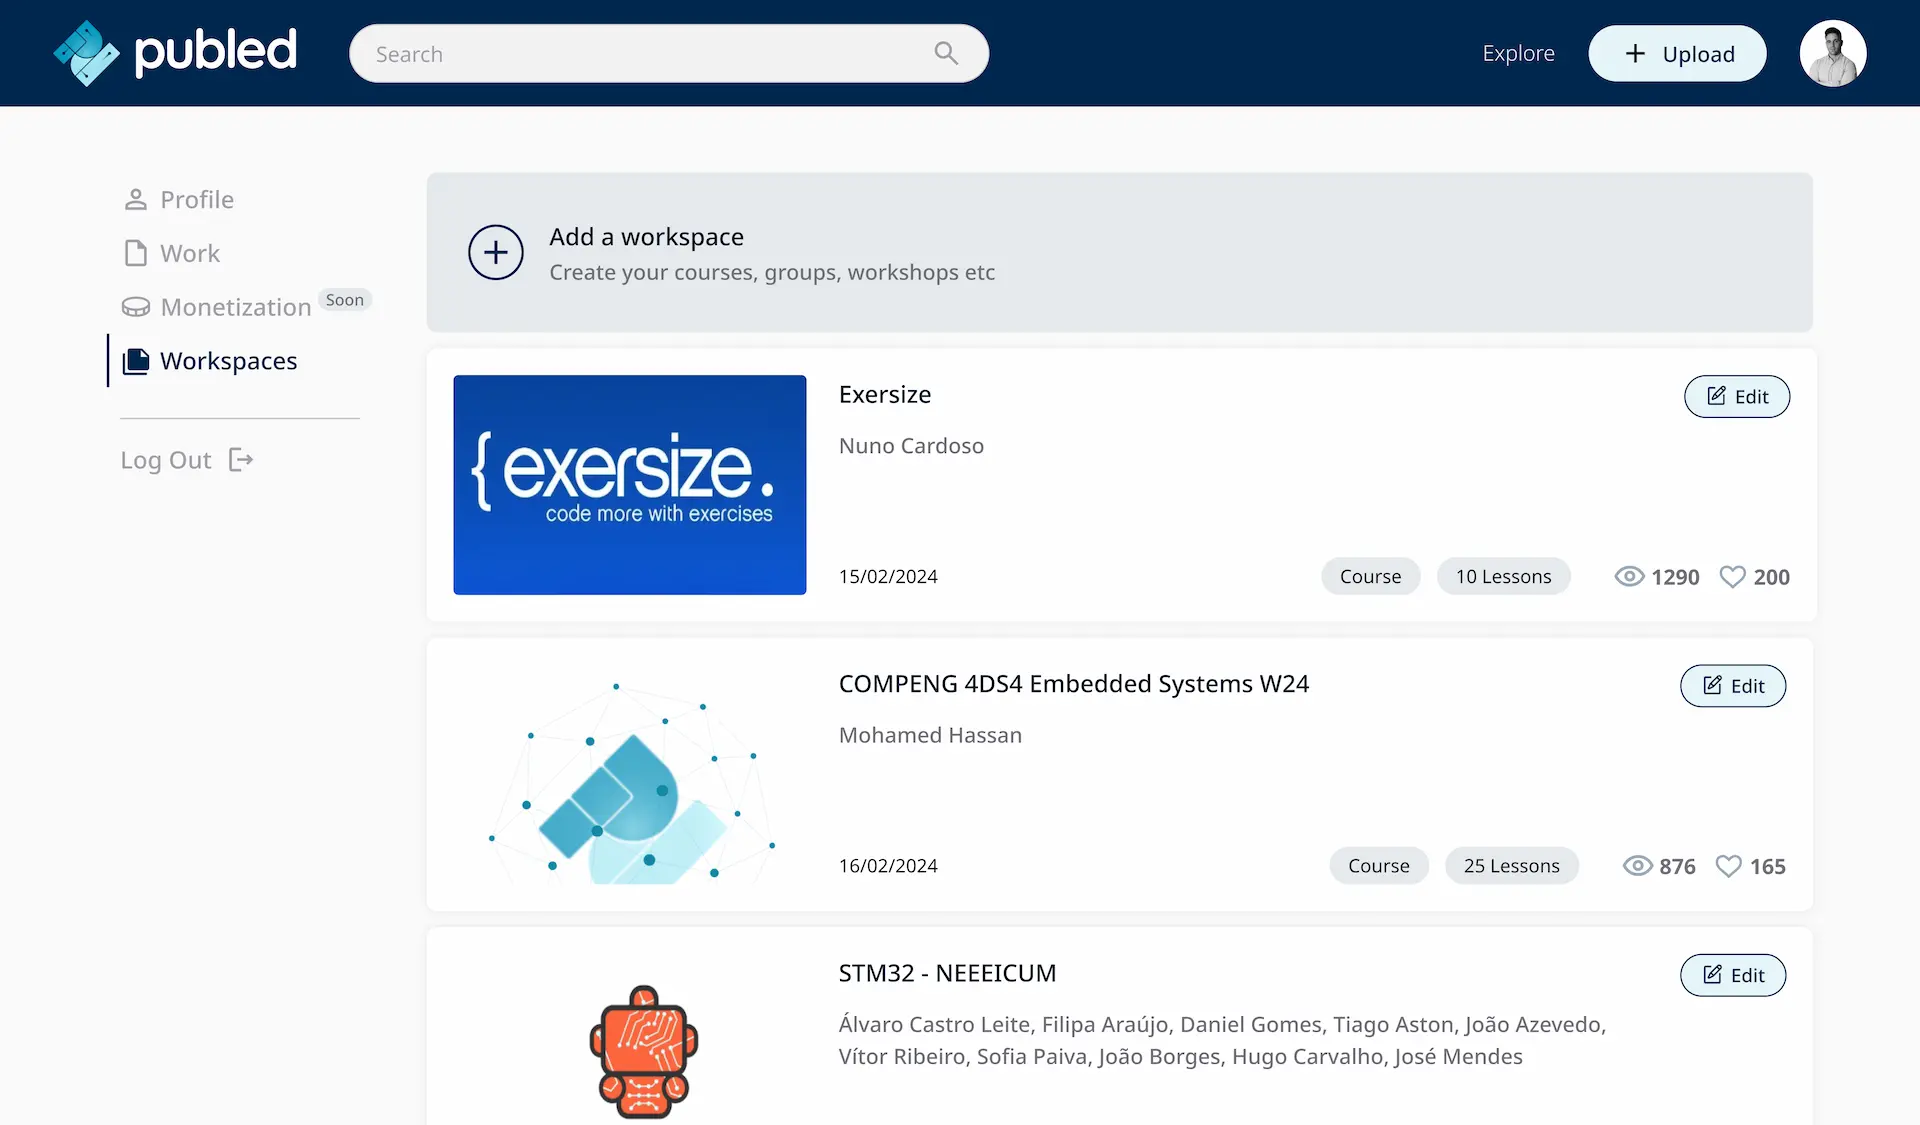 publed
Search
Explore
+ Upload
Profile
Work
Monetization Soon
Workspaces
Log Out
Add a workspace
Create your courses, groups, workshops etc
{exersize.
code more with exercises
Exersize
Edit
Nuno Cardoso
15/02/2024
Course
10 Lessons
1290
200
COMPENG 4DS4 Embedded Systems W24
Edit
Mohamed Hassan
16/02/2024
Course
25 Lessons
876
165
STM32 - NEEEICUM
Edit
Álvaro Castro Leite, Filipa Araújo, Daniel Gomes, Tiago Aston, João Azevedo,
Vítor Ribeiro, Sofia Paiva, João Borges, Hugo Carvalho, José Mendes